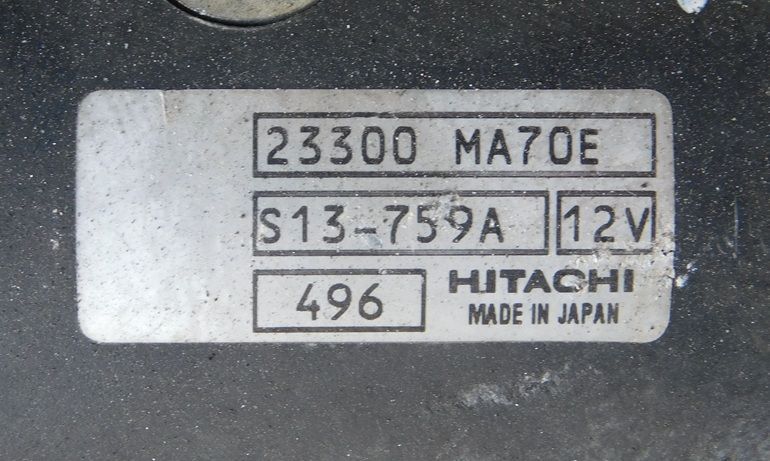 23300 MA70E
S13-759A 12V
496 HITACHI
MADE IN JAPAN